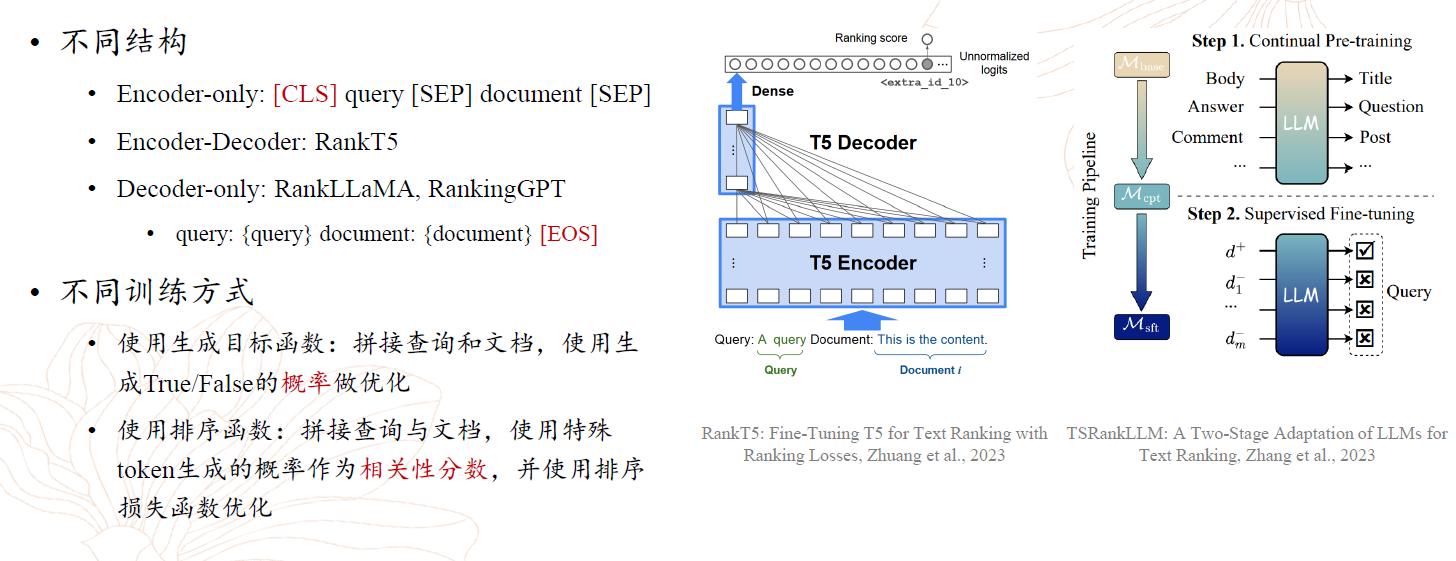 • 不同结构
• Encoder-only: [CLS] query [SEP] document [SEP]
• Encoder-Decoder: RankT5
• Decoder-only: RankLLaMA, RankingGPT
• query: {query} document: {document} [EOS]
• 不同训练方式
• 使用生成目标函数：拼接查询和文档，使用生
成True/False的概率做优化
• 使用排序函数：拼接查询与文档，使用特殊
token生成的概率作为相关性分数，并使用排序
损失函数优化
Ranking score
Unnormalized
logits
...
<extra_id_10>
Dense
T5 Decoder
T5 Encoder
Query: A query Document: This is the content.
Query
Document i
RankT5: Fine-Tuning T5 for Text Ranking with
Ranking Losses, Zhuang et al., 2023
Training Pipeline
Mbase
Mcpt
Msft
Step 1. Continual Pre-training
Body
Title
Answer
Question
Comment
Post
...
...
LLM
Step 2. Supervised Fine-tuning
d+
d1−
...
dm−
LLM
Query
TSRankLLM: A Two-Stage Adaptation of LLMs for
Text Ranking, Zhang et al., 2023